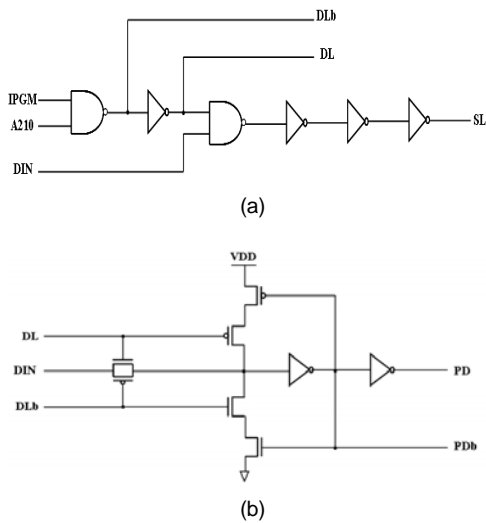 DLb
DL
IPGM
A210
DIN
SL
(a)
VDD
DL
DIN
PD
DLb
PDb
(b)